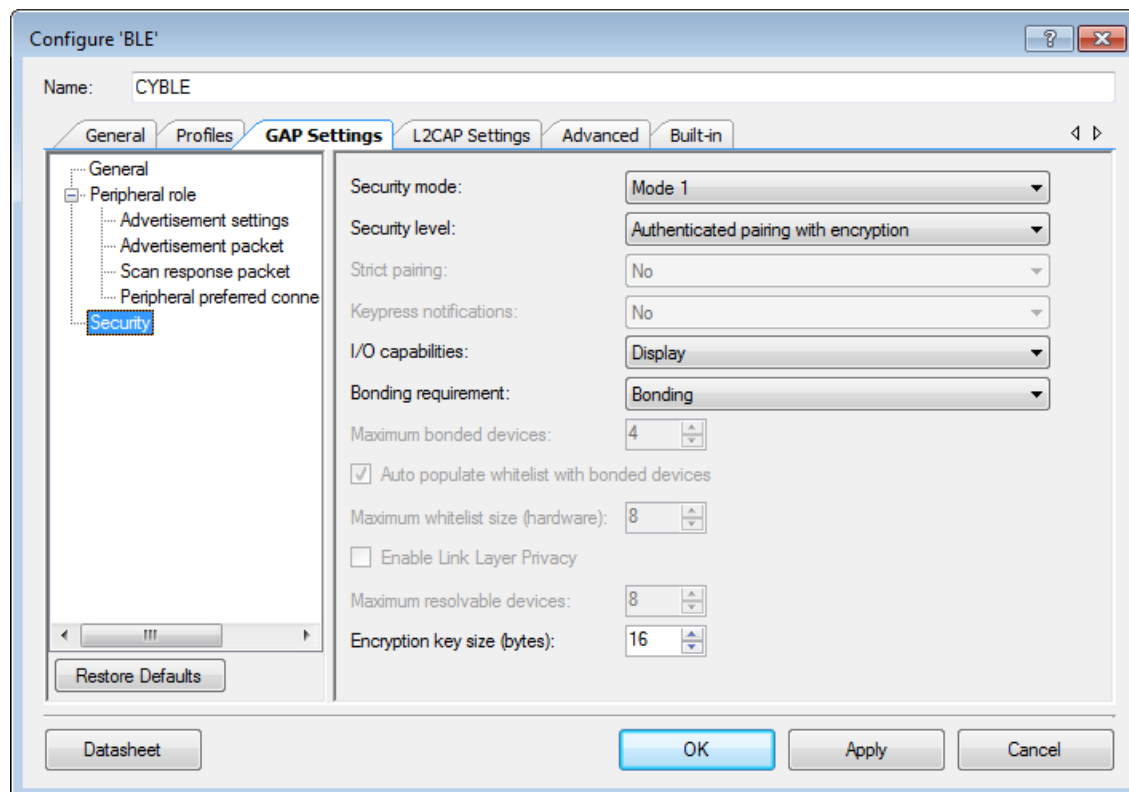 Configure 'BLE'
Name: CYBLE
General Profiles GAP Settings L2CAP Settings Advanced Built-in
General
Peripheral role
Advertisement settings
Advertisement packet
Scan response packet
Peripheral preferred conne
Security
Restore Defaults
Security mode: Mode 1
Security level: Authenticated pairing with encryption
Strict pairing: No
Keypress notifications: No
I/O capabilities: Display
Bonding requirement: Bonding
Maximum bonded devices: 4
Auto populate whitelist with bonded devices
Maximum whitelist size (hardware): 8
Enable Link Layer Privacy
Maximum resolvable devices: 8
Encryption key size (bytes): 16
Datasheet OK Apply Cancel